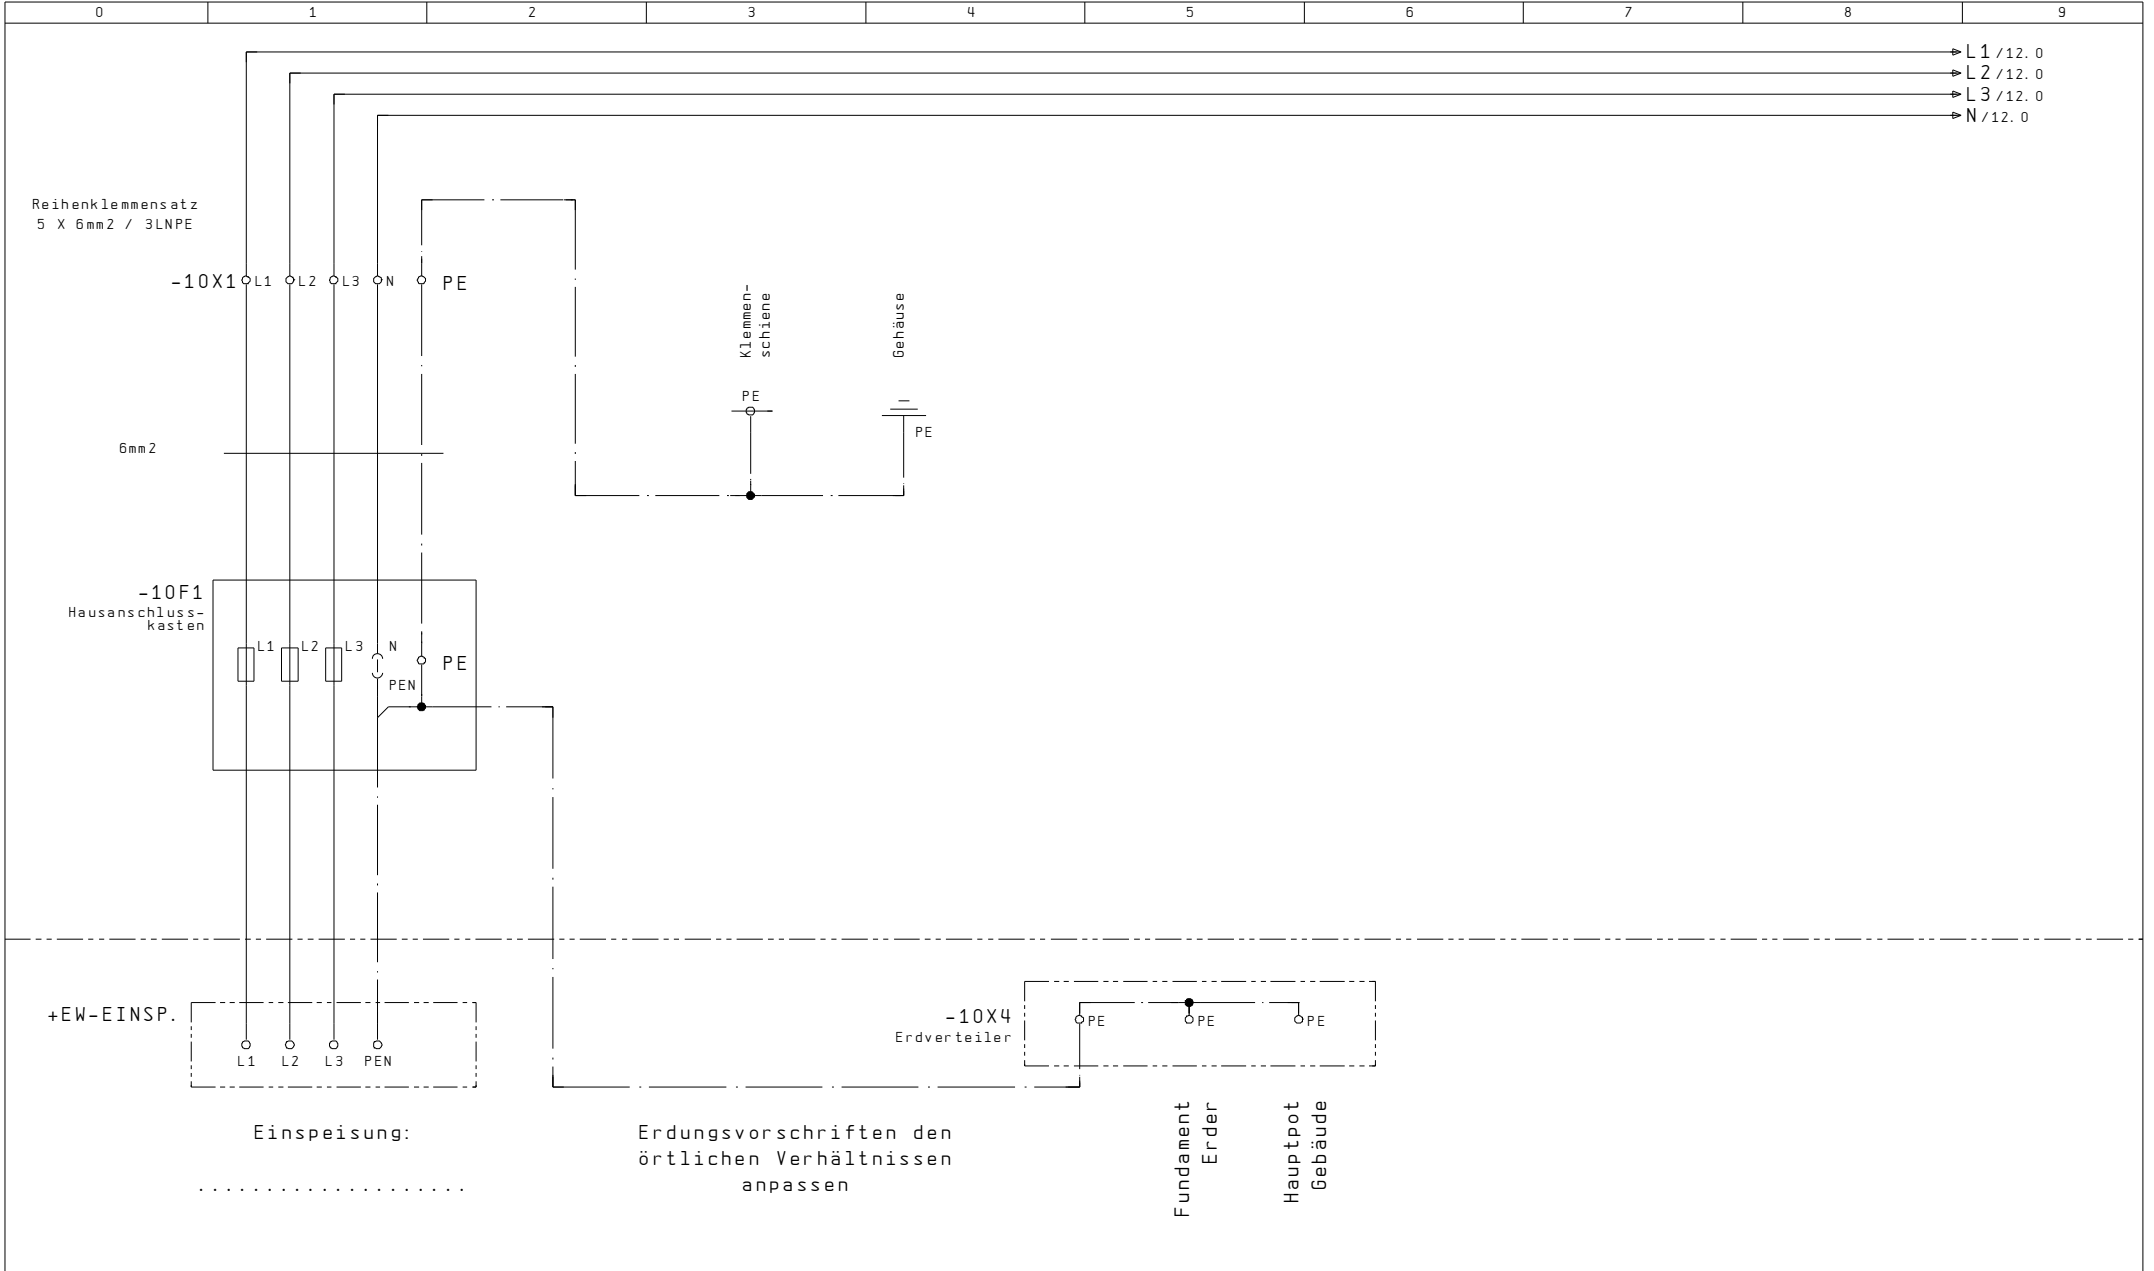 0 1 2 3 4 5 6 7 8 9
L1/12.0
L2/12.0
L3/12.0
N/12.0
Reihenklemmensatz
5 X 6mm2 / 3LNPE
-10X1 L1 L2 L3 N PE
Klemmen-
schiene
Gehäuse
PE
PE
6mm2
-10F1
Hausanschluss-
kasten
L1 L2 L3 N
PE
PEN
+EW-EINSP.
L1 L2 L3 PEN
-10X4
Erdverteiler
PE PE PE
Einspeisung:
....................
Erdungsvorschriften den
örtlichen Verhältnissen
anpassen
Fundament
Erder
Hauptpot
Gebäude